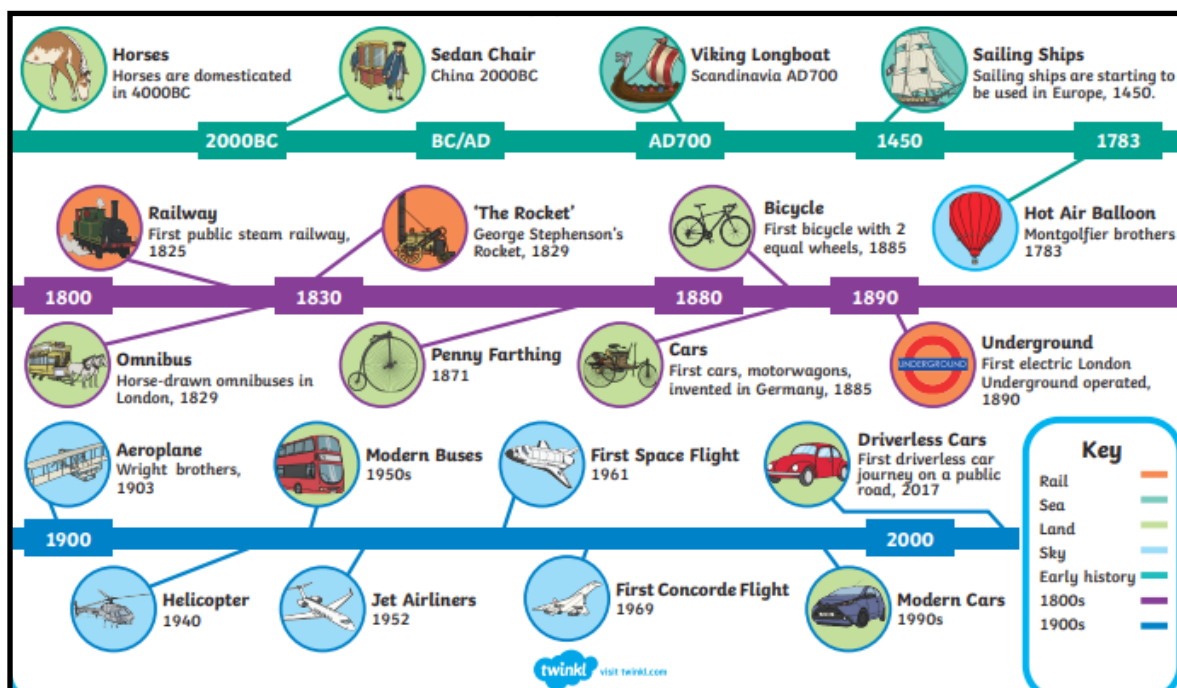 Horses
Horses are domesticated
in 4000BC
Sedan Chair
China 2000BC
Viking Longboat
Scandinavia AD700
Sailing Ships
Sailing ships are starting to
be used in Europe, 1450.
2000BC
BC/AD
AD700
1450
1783
Railway
First public steam railway,
1825
'The Rocket'
George Stephenson's
Rocket, 1829
Bicycle
First bicycle with 2
equal wheels, 1885
Hot Air Balloon
Montgolfier brothers
1783
1800
1830
1880
1890
Omnibus
Horse-drawn omnibuses in
London, 1829
Penny Farthing
1871
Cars
First cars, motorwagons,
invented in Germany, 1885
UNDERGROUND
Underground
First electric London
Underground operated,
1890
Aeroplane
Wright brothers,
1903
Modern Buses
1950s
First Space Flight
1961
Driverless Cars
First driverless car
journey on a public
road, 2017
1900
2000
Helicopter
1940
Jet Airliners
1952
First Concorde Flight
1969
Modern Cars
1990s
Key
Rail
Sea
Land
Sky
Early history
1800s
1900s
twinkl visit twinkl.com